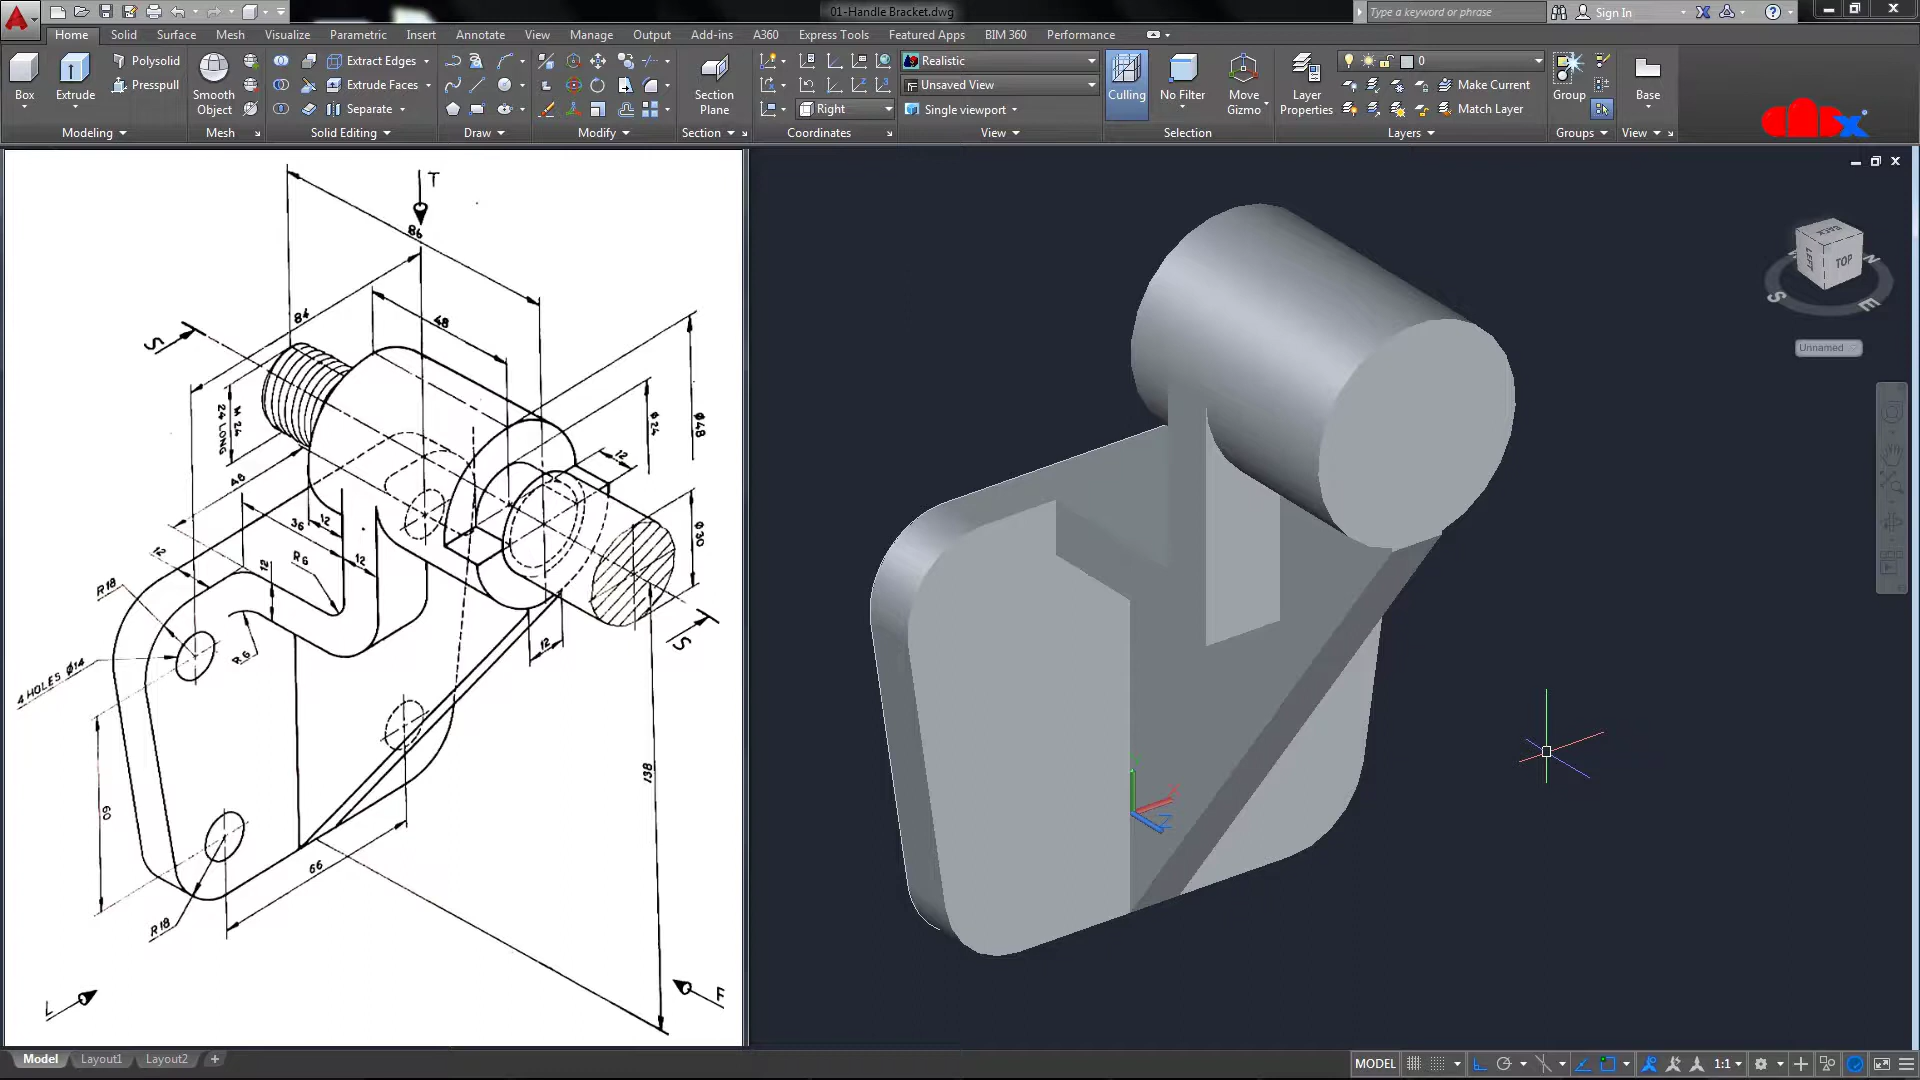 01-Handle Bracket.dwg
Type a keyword or phrase
Sign In
Home Solid Surface Mesh Visualize Parametric Insert Annotate View Manage Output Add-ins A360 Express Tools Featured Apps BIM 360 Performance
Box
Extrude
Polysolid
Presspull
Modeling
Smooth
Object
Mesh
Extract Edges
Extrude Faces
Separate
Solid Editing
Draw
Modify
Section
Plane
Section
Right
Coordinates
Realistic
Unsaved View
Single viewport
View
Culling
No Filter
Move
Gizmo
Selection
Layer
Properties
0
Make Current
Match Layer
Layers
Group
Groups
Base
View
T
86
84
48
S
M 24
24 LONG
Ø24
Ø48
12
48
36
12
12
12
R6
12
Ø30
R18
R6
4 HOLES Ø14
12
S
60
138
66
R18
L
F
BACK
LEFT
TOP
N
S
E
Unnamed
Model Layout1 Layout2
MODEL
1:1